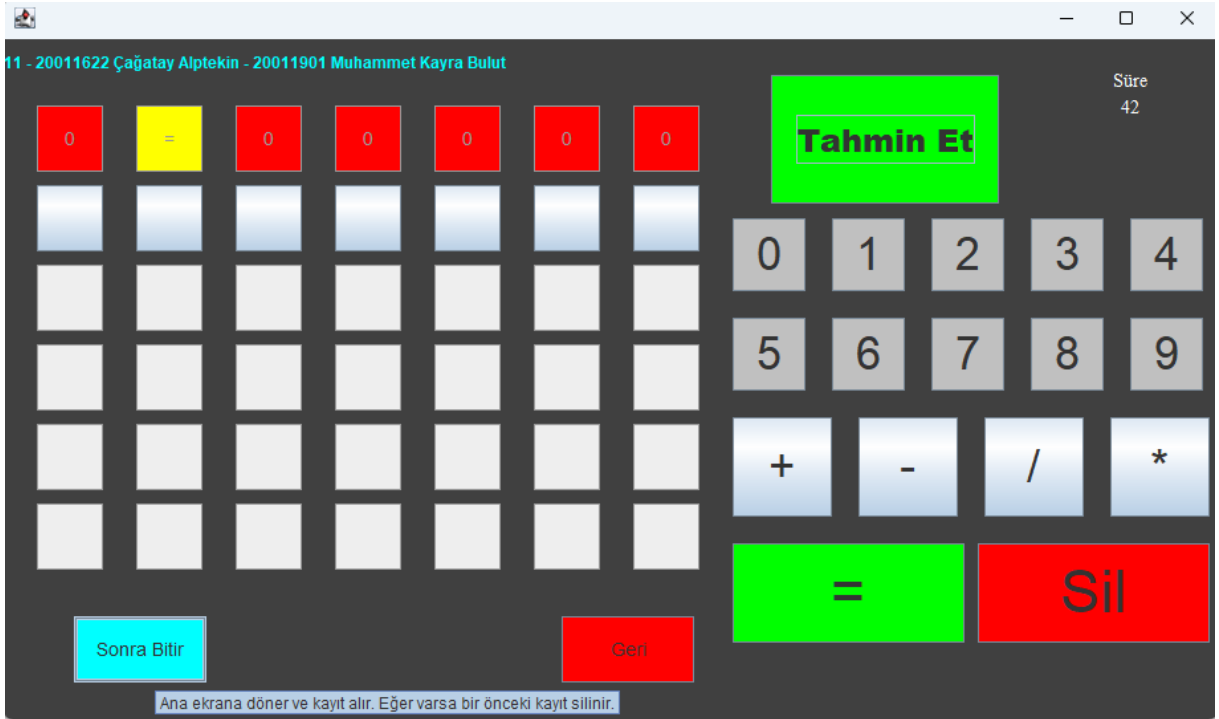 11 - 20011622 Çağatay Alptekin - 20011901 Muhammet Kayra Bulut
Süre
42
0 = 0 0 0 0 0
Tahmin Et
0 1 2 3 4
5 6 7 8 9
+ - / *
= Sil
Sonra Bitir
Geri
Ana ekrana döner ve kayıt alır. Eğer varsa bir önceki kayıt silinir.